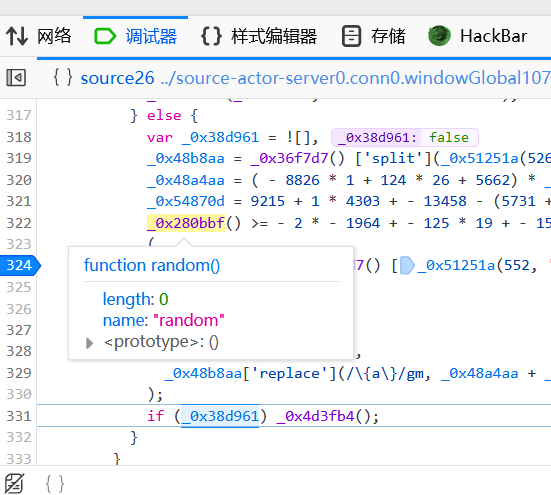 网络 调试器 {} 样式编辑器 存储 HackBar
{ } source26 ../source-actor-server0.conn0.windowGlobal107
317 } else {
318 var _0x38d961 = ![], _0x38d961: false
319 _0x48b8aa = _0x36f7d7() ['split'](_0x51251a(526
320 _0x48a4aa = ( - 8826 * 1 + 124 * 26 + 5662) * _
321 _0x54870d = 9215 + 1 * 4303 + - 13458 - (5731 +
322 _0x280bbf() >= - 2 * - 1964 + - 125 * 19 + - 15
323 (
324 7() [ _0x51251a(552, '
function random()
325
length: 0
326
name: "random"
327
<prototype>: ()
328 ,
329 _0x48b8aa['replace'](/\{a\}/gm, _0x48a4aa + _
330 );
331 if (_0x38d961) _0x4d3fb4();
332 }
333 }
{ }